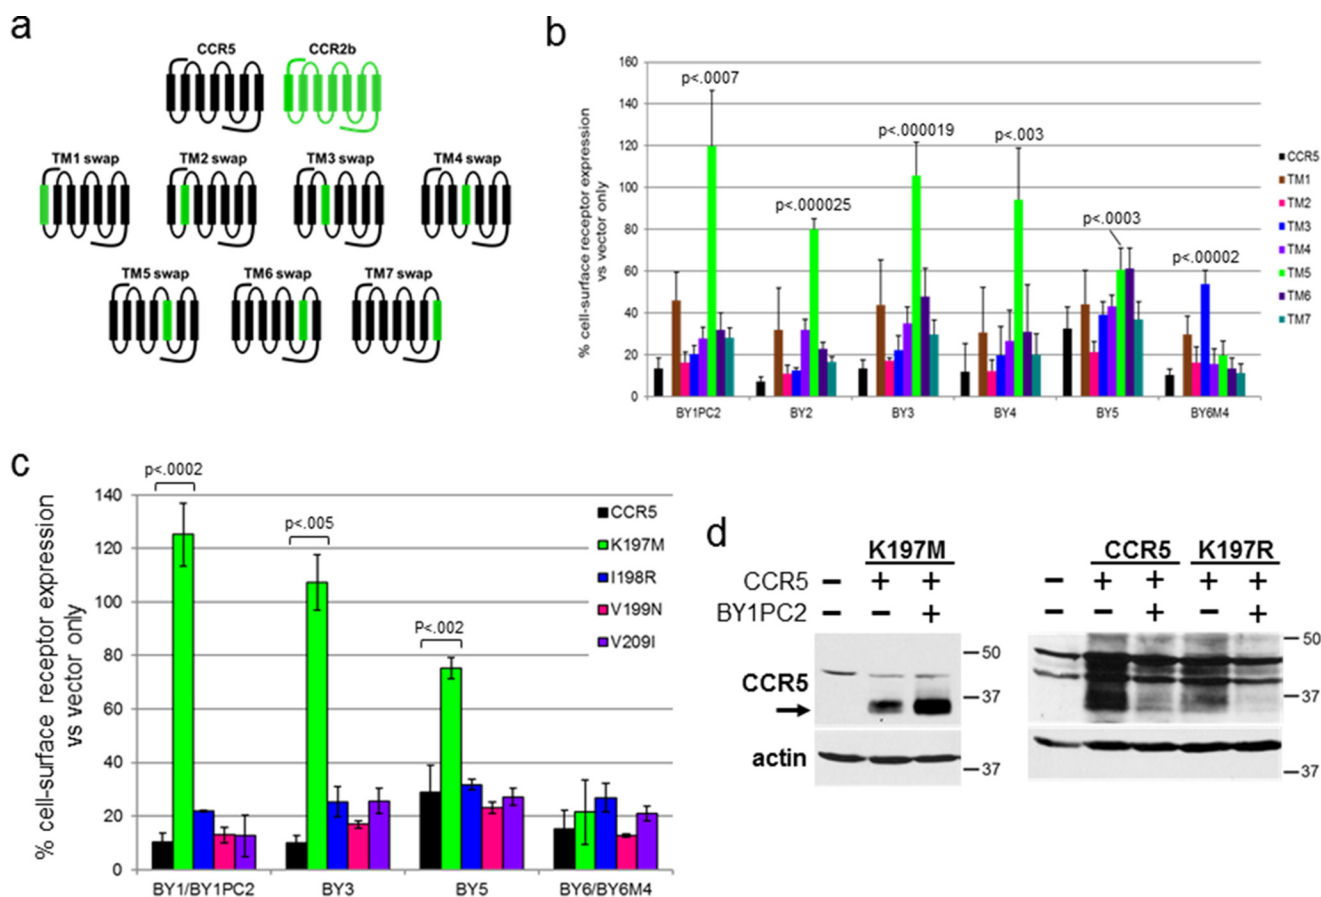 a
CCR5 CCR2b
TM1 swap TM2 swap TM3 swap TM4 swap
TM5 swap TM6 swap TM7 swap
b
% cell-surface receptor expression
vs vector only
160
140
120
100
80
60
40
20
0
p<.0007
p<.000025
p<.000019
p<.003
p<.0003
p<.00002
BY1PC2 BY2 BY3 BY4 BY5 BY6M4
CCR5
TM1
TM2
TM3
TM4
TM5
TM6
TM7
c
% cell-surface receptor expression
vs vector only
140
120
100
80
60
40
20
0
p<.0002
p<.005
P<.002
BY1/BY1PC2 BY3 BY5 BY6/BY6M4
CCR5
K197M
I198R
V199N
V209I
d
K197M CCR5 K197R
CCR5 − + + − + + + +
BY1PC2 − − + − − + − +
50 50
CCR5 37 37
actin 37 37